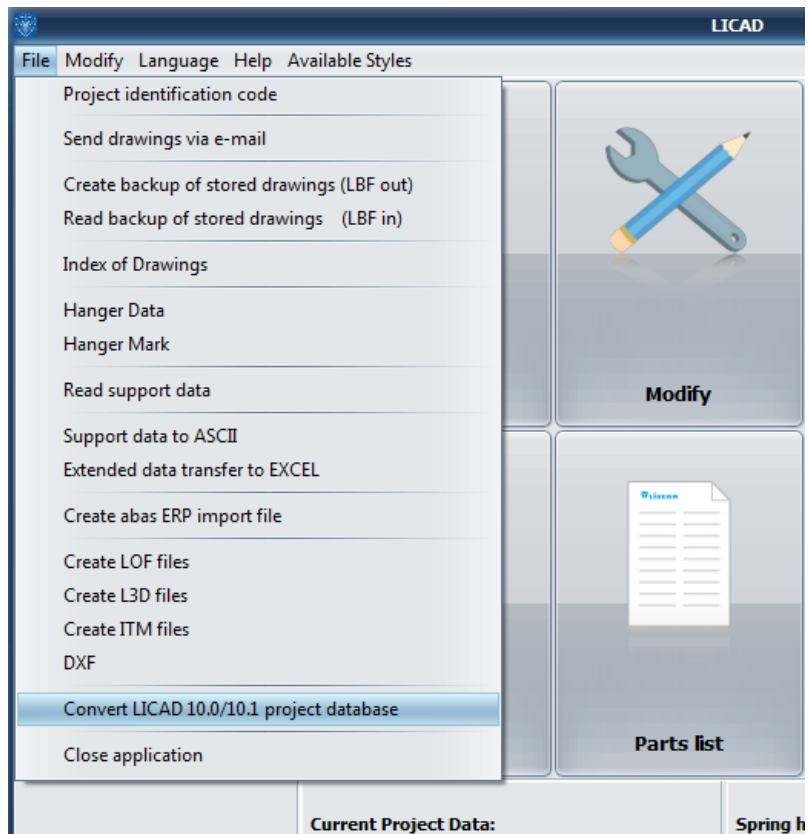 LICAD
File Modify Language Help Available Styles
Project identification code
Send drawings via e-mail
Create backup of stored drawings (LBF out)
Read backup of stored drawings (LBF in)
Index of Drawings
Hanger Data
Hanger Mark
Read support data
Support data to ASCII
Extended data transfer to EXCEL
Create abas ERP import file
Create LOF files
Create L3D files
Create ITM files
DXF
Convert LICAD 10.0/10.1 project database
Close application
Modify
LISEGA
Parts list
Current Project Data:
Spring h